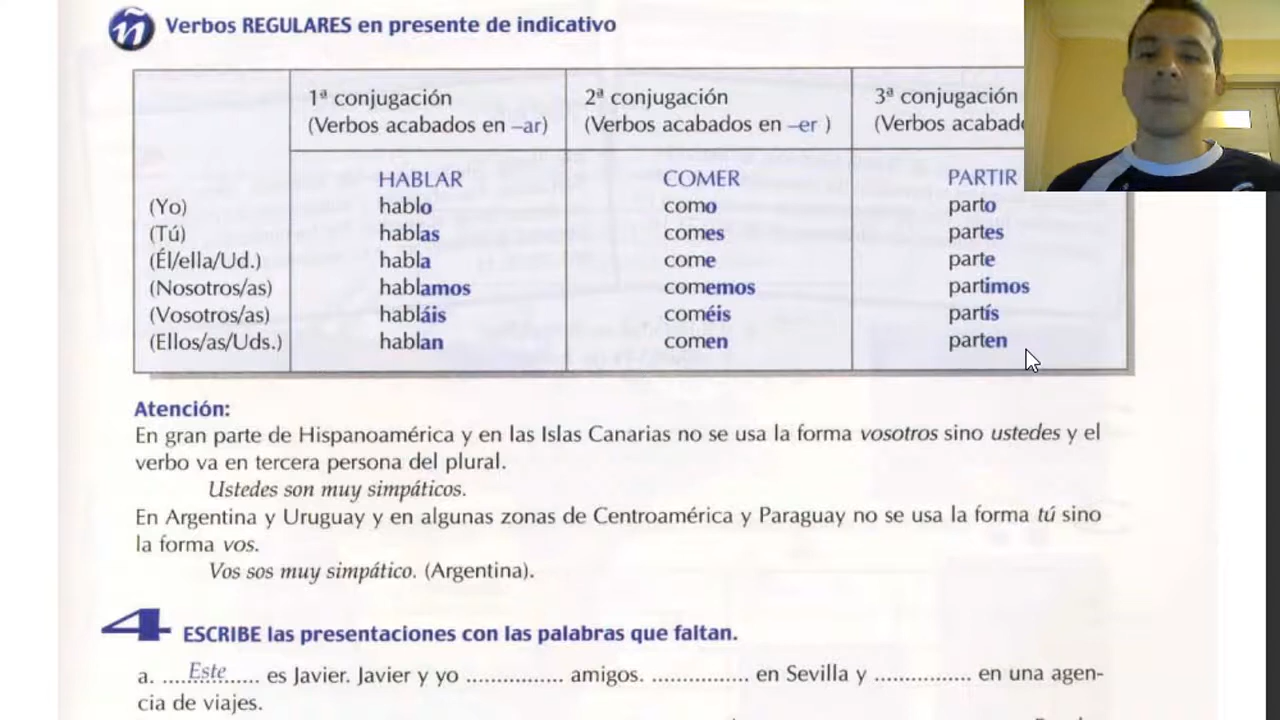 ñ Verbos REGULARES en presente de indicativo
1ª conjugación 2ª conjugación 3ª conjugación
(Verbos acabados en –ar) (Verbos acabados en –er ) (Verbos
HABLAR COMER PARTIR
(Yo) hablo como parto
(Tú) hablas comes partes
(Él/ella/Ud.) habla come parte
(Nosotros/as) hablamos comemos partimos
(Vosotros/as) habláis coméis partís
(Ellos/as/Uds.) hablan comen parten
Atención:
En gran parte de Hispanoamérica y en las Islas Canarias no se usa la forma vosotros sino ustedes y el
verbo va en tercera persona del plural.
Ustedes son muy simpáticos.
En Argentina y Uruguay y en algunas zonas de Centroamérica y Paraguay no se usa la forma tú sino
la forma vos.
Vos sos muy simpático. (Argentina).
4 ESCRIBE las presentaciones con las palabras que faltan.
a. ....Este...... es Javier. Javier y yo ................ amigos. ................ en Sevilla y ................ en una agen-
cia de viajes.